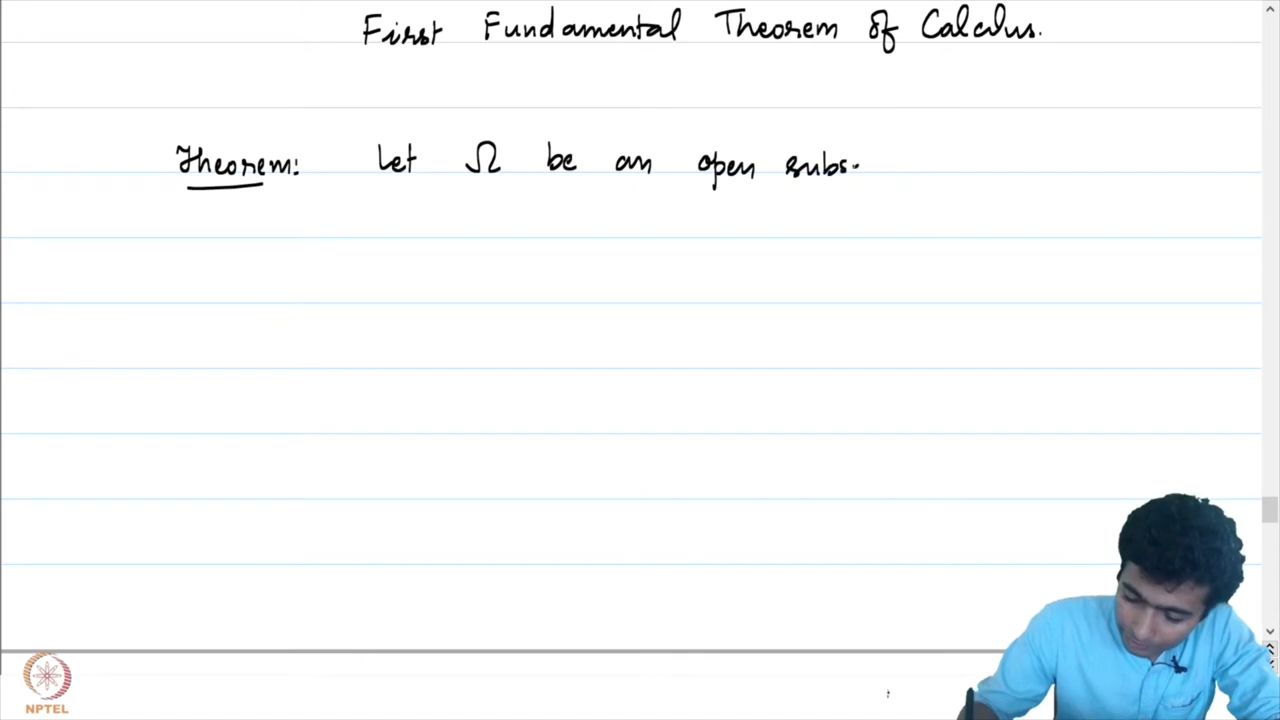 First Fundamental Theorem of Calculus.
Theorem: Let Ω be an open subs.
NPTEL